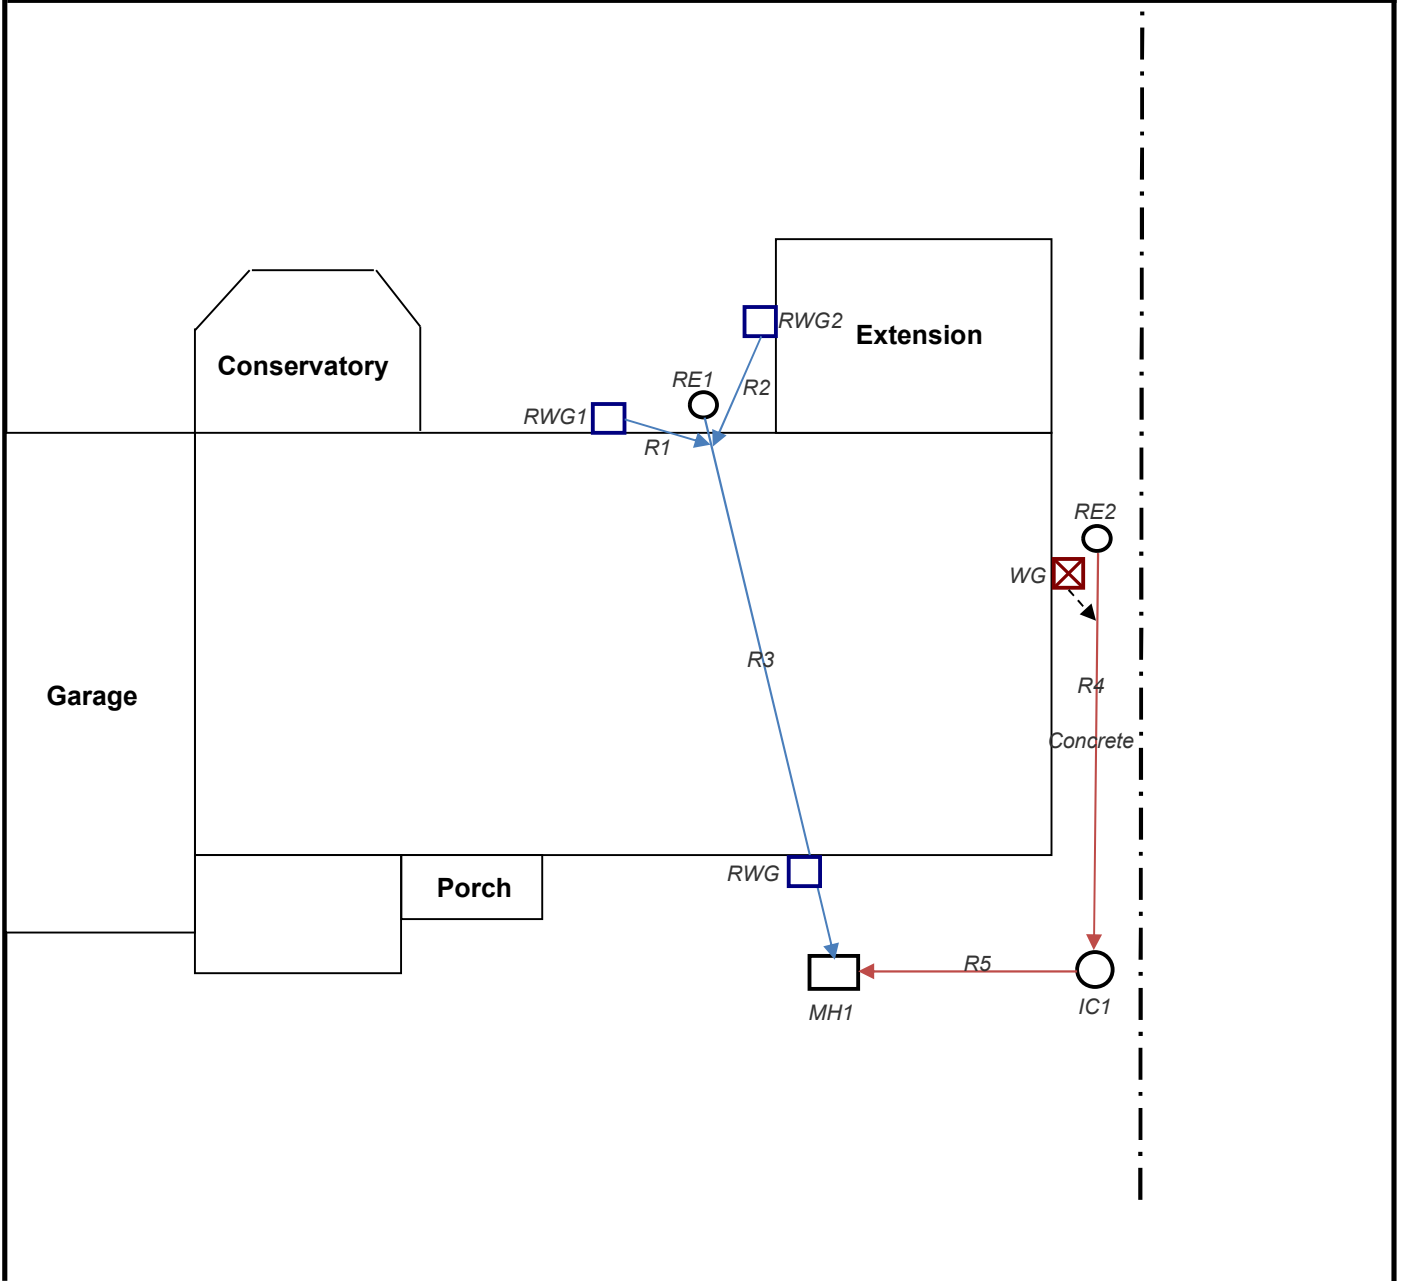 RWG2
Extension
Conservatory
RE1
R2
RWG1
R1
RE2
WG
R3
R4
Garage
Concrete
RWG
Porch
R5
MH1
IC1